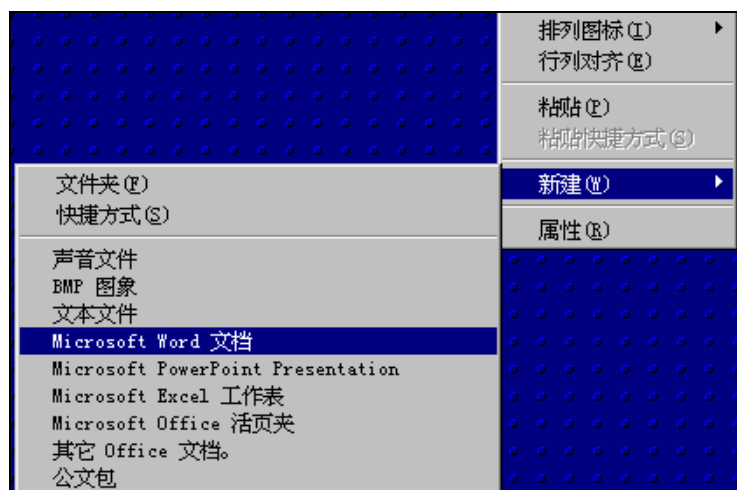 排列图标(I)
行列对齐(E)
粘贴(P)
粘贴快捷方式(S)
新建(W)
属性(R)
文件夹(F)
快捷方式(S)
声音文件
BMP 图象
文本文件
Microsoft Word 文档
Microsoft PowerPoint Presentation
Microsoft Excel 工作表
Microsoft Office 活页夹
其它 Office 文档。
公文包